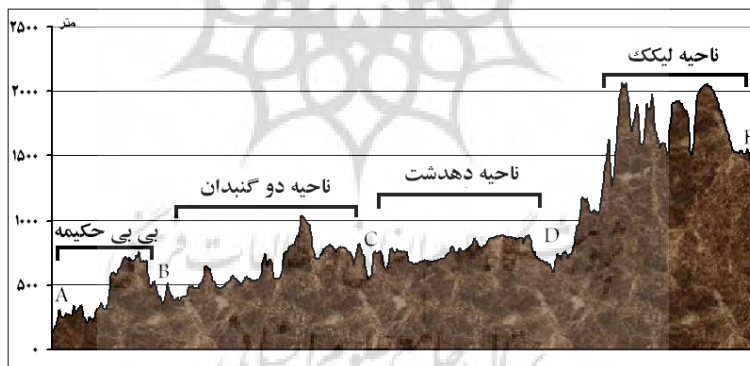 متر
۲۵۰۰
ناحیه لیکک
۲۰۰۰
ناحیه دهدشت
۱۵۰۰
ناحیه دو گنبدان
۱۰۰۰
بی بی حکیمه
A
B
C
D
E
۵۰۰
۰